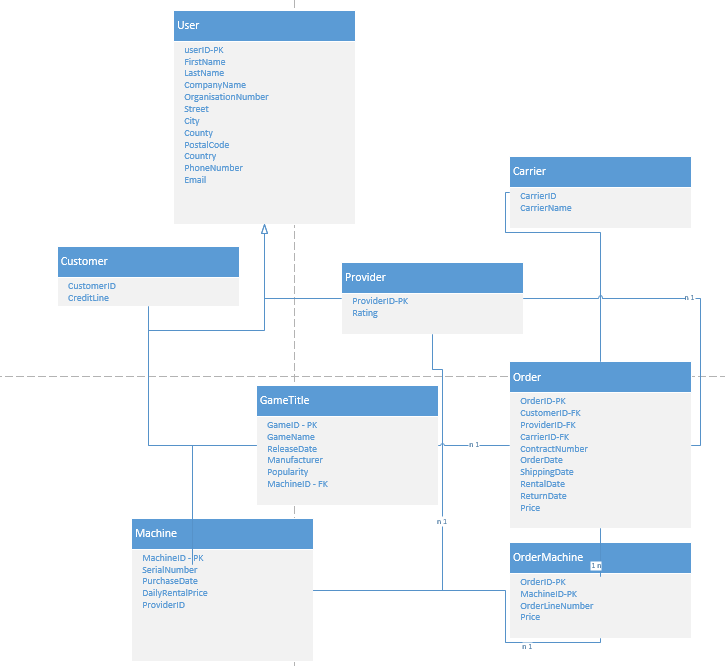 User
userID-PK
FirstName
LastName
CompanyName
OrganisationNumber
Street
City
County
PostalCode
Country
PhoneNumber
Email
Carrier
CarrierID
CarrierName
Customer
CustomerID
CreditLine
Provider
ProviderID-PK
Rating
n 1
Order
OrderID-PK
CustomerID-FK
ProviderID-FK
CarrierID-FK
ContractNumber
OrderDate
ShippingDate
RentalDate
ReturnDate
Price
GameTitle
GameID - PK
GameName
ReleaseDate
Manufacturer
Popularity
MachineID - FK
n 1
n 1
Machine
MachineID - PK
SerialNumber
PurchaseDate
DailyRentalPrice
ProviderID
OrderMachine
1 n
OrderID-PK
MachineID-PK
OrderLineNumber
Price
n 1